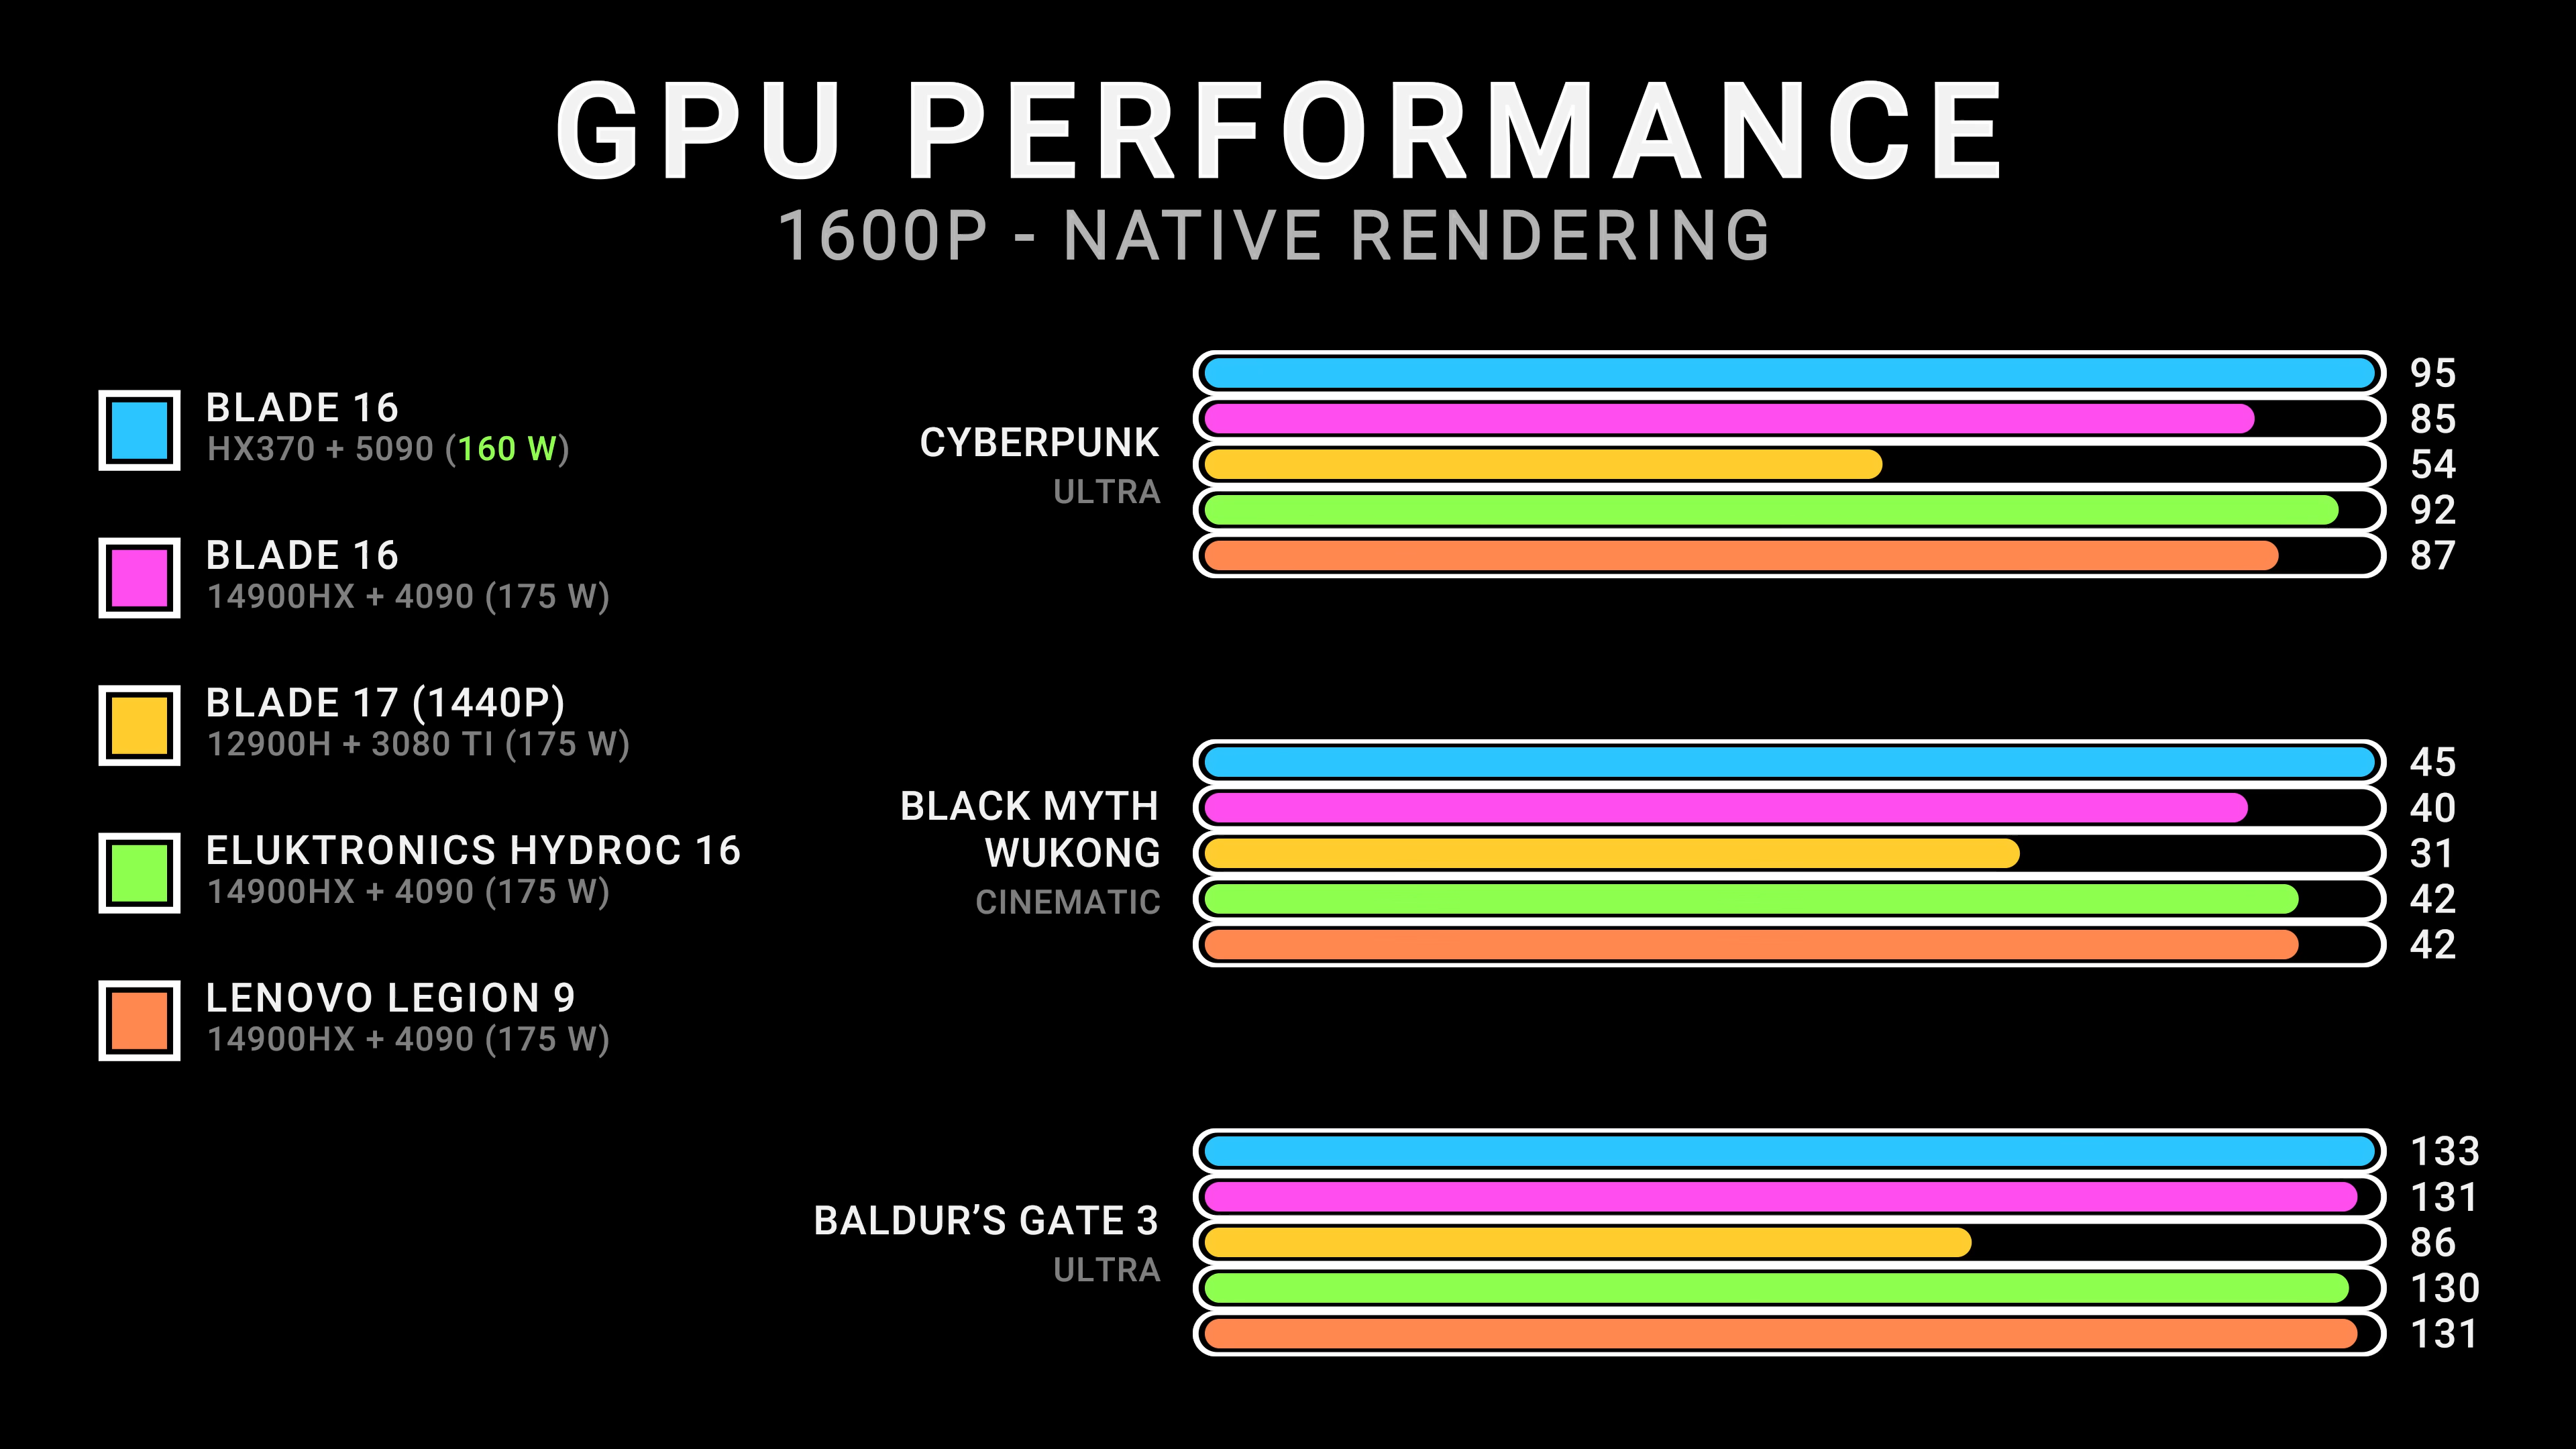 GPU PERFORMANCE
1600P - NATIVE RENDERING
BLADE 16
HX370 + 5090 (160 W)
BLADE 16
14900HX + 4090 (175 W)
BLADE 17 (1440P)
12900H + 3080 TI (175 W)
ELUKTRONICS HYDROC 16
14900HX + 4090 (175 W)
LENOVO LEGION 9
14900HX + 4090 (175 W)
CYBERPUNK
ULTRA
95
85
54
92
87
BLACK MYTH
WUKONG
CINEMATIC
45
40
31
42
42
BALDUR’S GATE 3
ULTRA
133
131
86
130
131